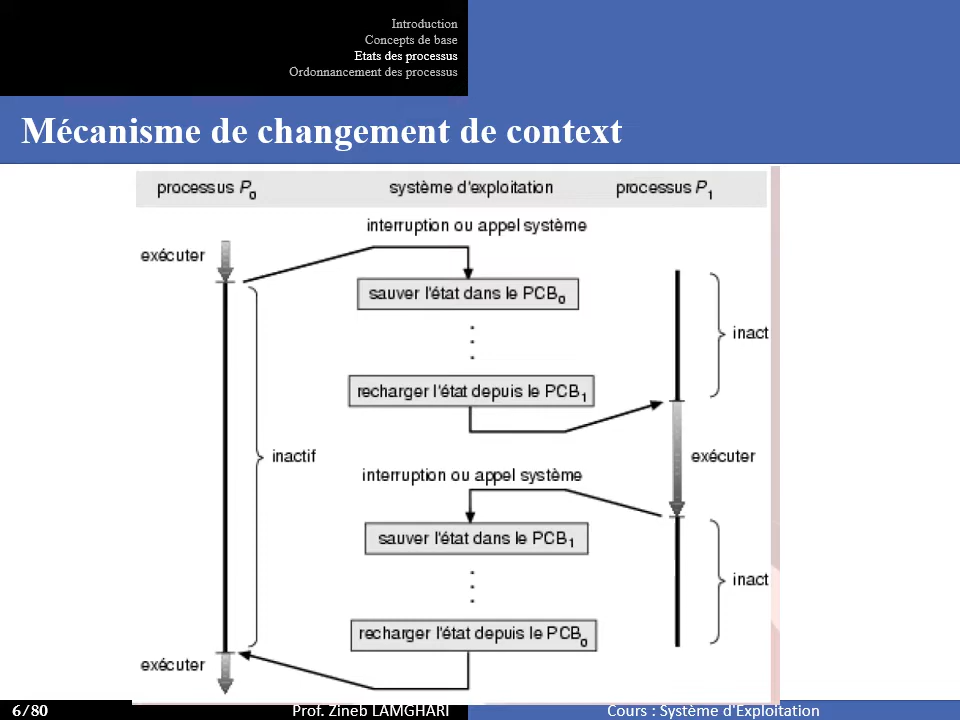 Introduction
Concepts de base
Etats des processus
Ordonnancement des processus
Mécanisme de changement de context
processus P0 système d'exploitation processus P1
interruption ou appel système
exécuter
sauver l'état dans le PCB0
inact
recharger l'état depuis le PCB1
inactif
exécuter
interruption ou appel système
sauver l'état dans le PCB1
inact
recharger l'état depuis le PCB0
exécuter
6/80 Prof. Zineb LAMGHARI Cours : Système d'Exploitation